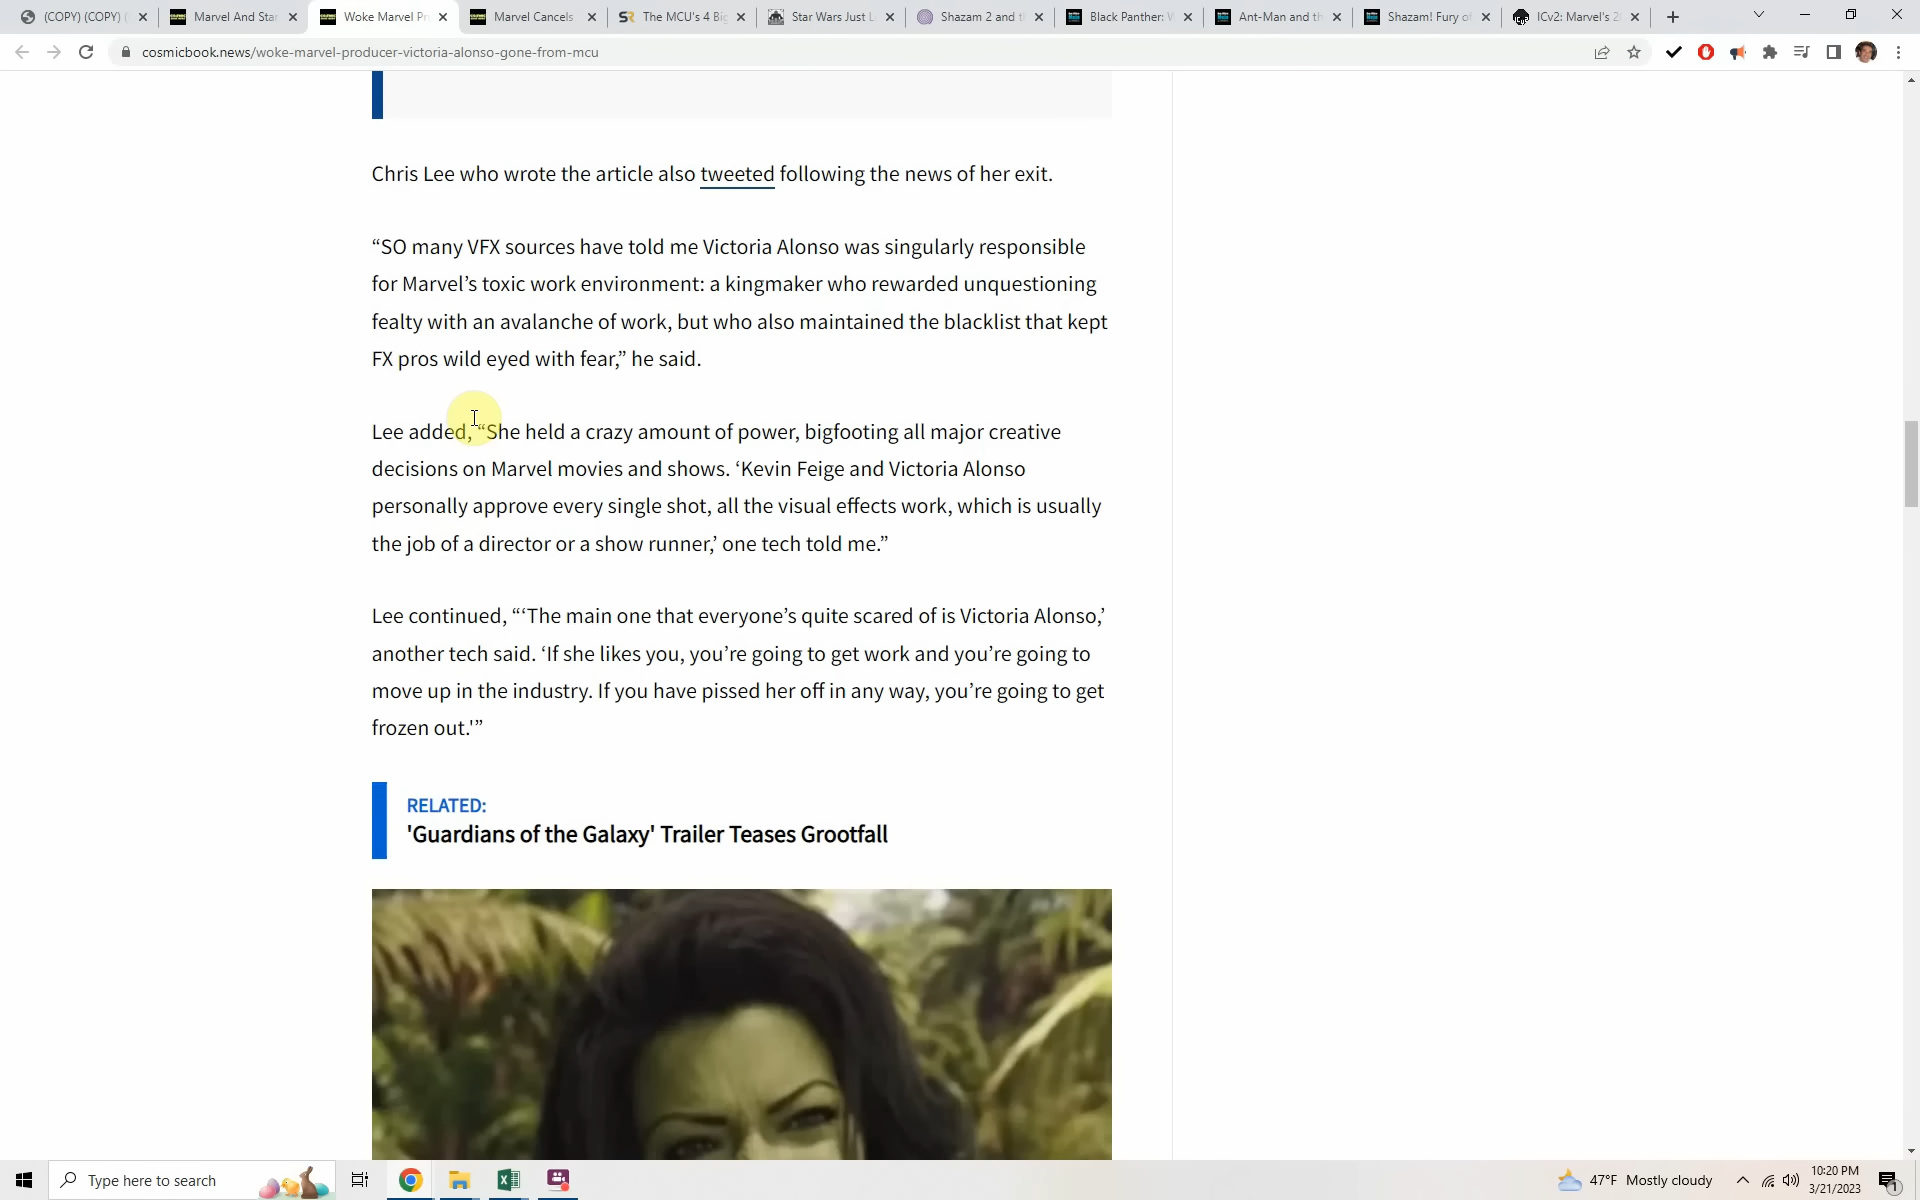 (COPY) (COPY) (
Marvel And Star
Woke Marvel Pr
Marvel Cancels
The MCU's 4 Big
Star Wars Just L
Shazam 2 and t
Black Panther: W
Ant-Man and th
Shazam! Fury of
ICv2: Marvel's 2
cosmicbook.news/woke-marvel-producer-victoria-alonso-gone-from-mcu
Chris Lee who wrote the article also tweeted following the news of her exit.
“SO many VFX sources have told me Victoria Alonso was singularly responsible
for Marvel’s toxic work environment: a kingmaker who rewarded unquestioning
fealty with an avalanche of work, but who also maintained the blacklist that kept
FX pros wild eyed with fear,” he said.
Lee added, “She held a crazy amount of power, bigfooting all major creative
decisions on Marvel movies and shows. ‘Kevin Feige and Victoria Alonso
personally approve every single shot, all the visual effects work, which is usually
the job of a director or a show runner,’ one tech told me.”
Lee continued, “‘The main one that everyone’s quite scared of is Victoria Alonso,’
another tech said. ‘If she likes you, you’re going to get work and you’re going to
move up in the industry. If you have pissed her off in any way, you’re going to get
frozen out.'”
RELATED:
'Guardians of the Galaxy' Trailer Teases Grootfall
Type here to search
47°F Mostly cloudy
10:20 PM
3/21/2023
1